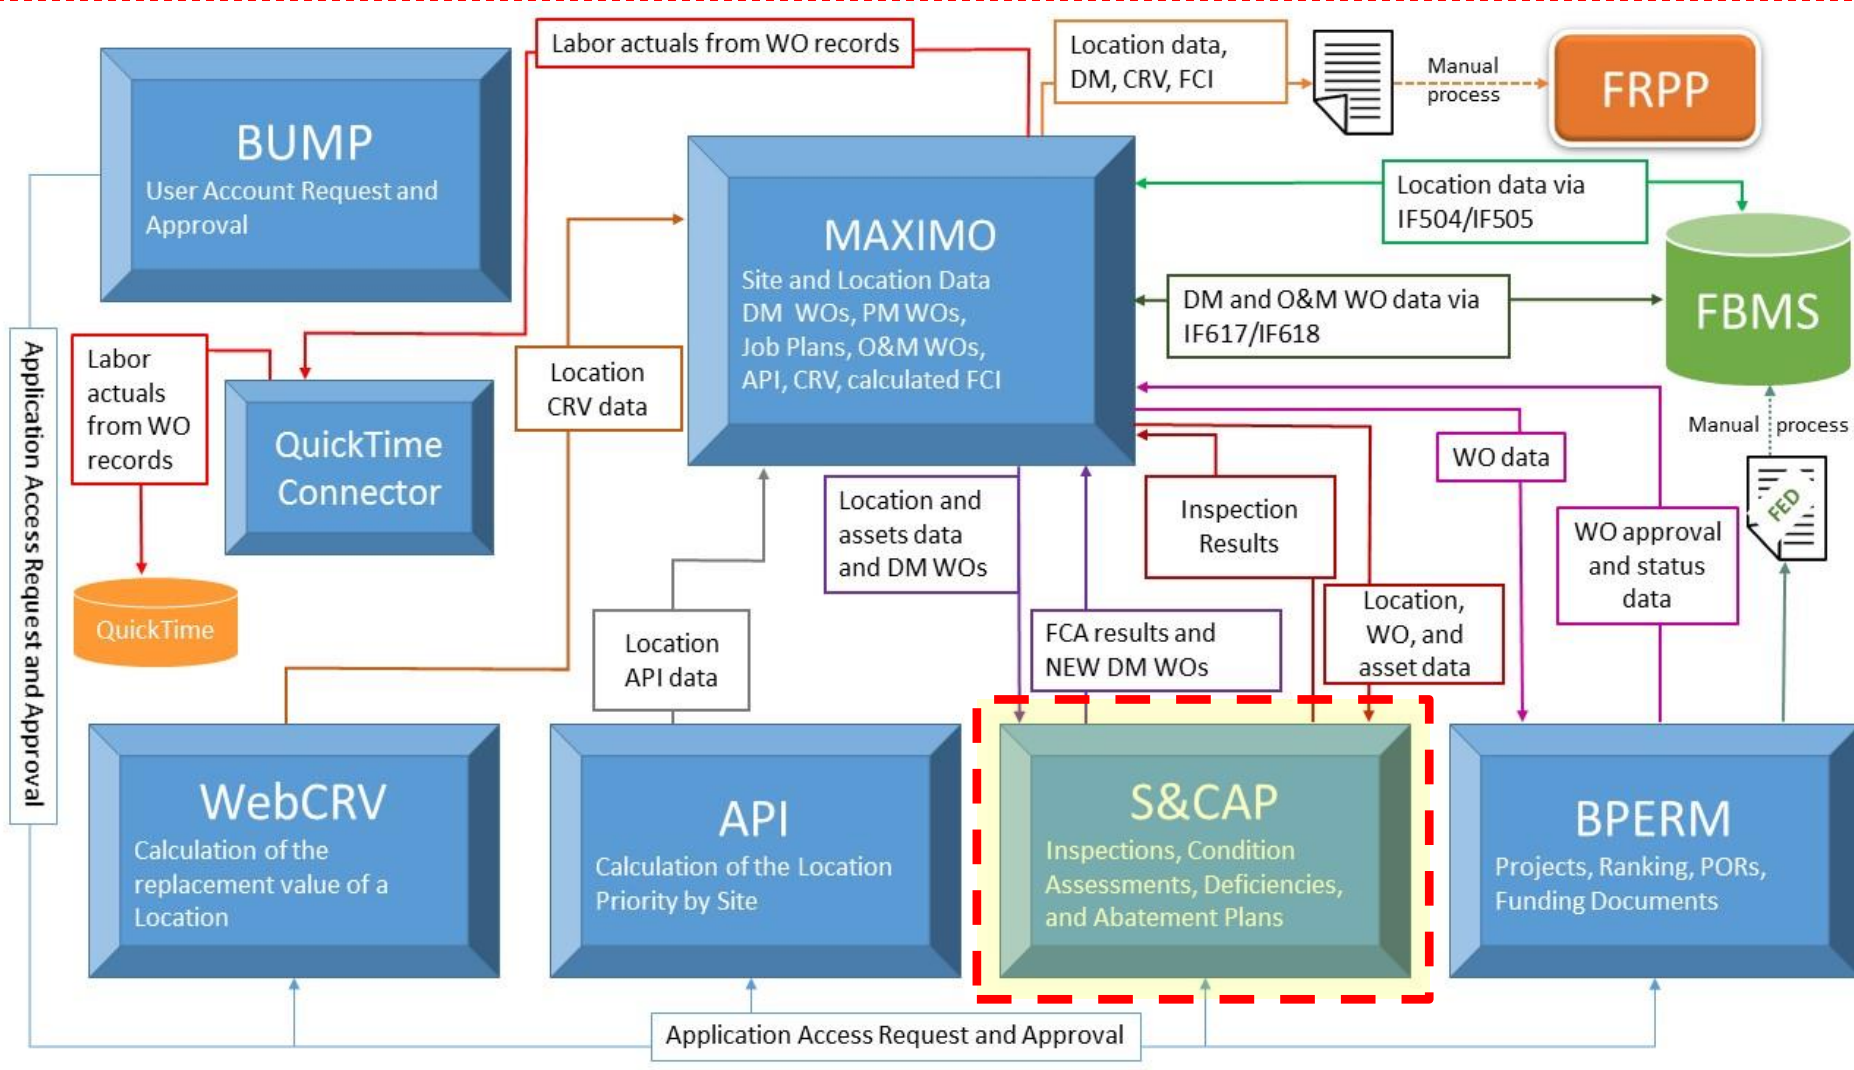 Labor actuals from WO records
Location data,
DM, CRV, FCI
Manual
process
FRPP
BUMP
User Account Request and
Approval
MAXIMO
Site and Location Data
DM WOs, PM WOs,
Job Plans, O&M WOs,
API, CRV, calculated FCI
Location data via
IF504/IF505
DM and O&M WO data via
IF617/IF618
FBMS
Manual process
FED
Application Access Request and Approval
Labor
actuals
from WO
records
QuickTime
Connector
QuickTime
Location
CRV data
Location
API data
Location and
assets data
and DM WOs
FCA results and
NEW DM WOs
Inspection
Results
Location,
WO, and
asset data
WO data
WO approval
and status
data
WebCRV
Calculation of the
replacement value of a
Location
API
Calculation of the Location
Priority by Site
S&CAP
Inspections, Condition
Assessments, Deficiencies,
and Abatement Plans
BPERM
Projects, Ranking, PORs,
Funding Documents
Application Access Request and Approval